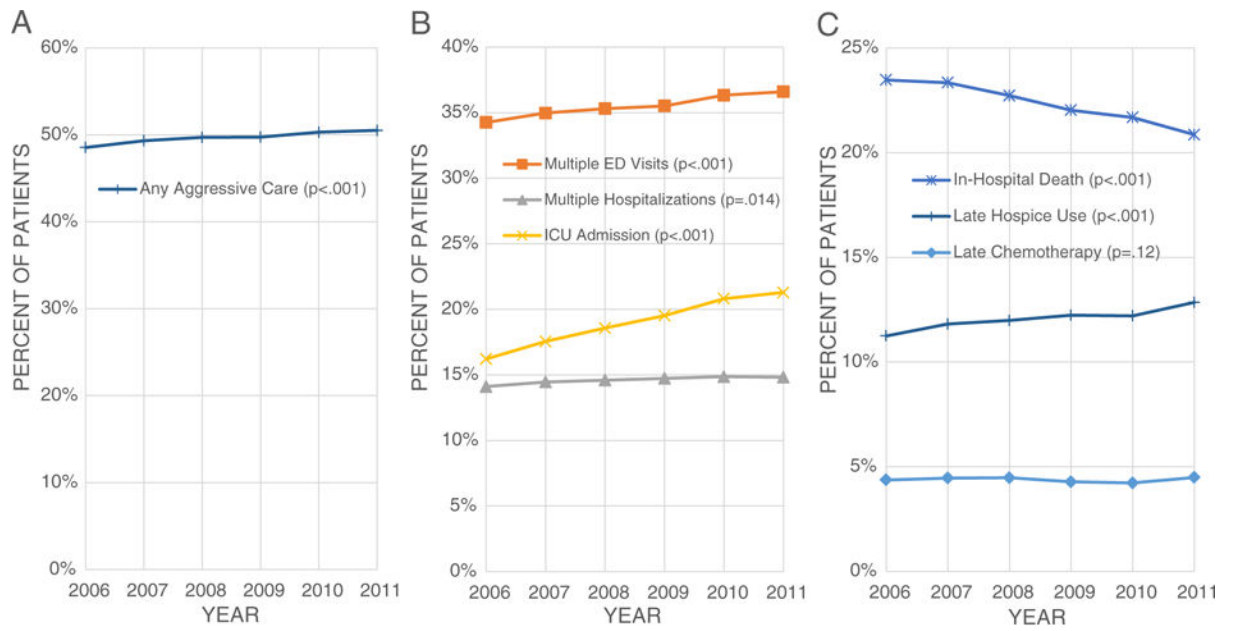 A
60%
50%
40%
30%
20%
10%
0%
PERCENT OF PATIENTS
Any Aggressive Care (p<.001)
2006 2007 2008 2009 2010 2011
YEAR
B
40%
35%
30%
25%
20%
15%
10%
5%
0%
PERCENT OF PATIENTS
Multiple ED Visits (p<.001)
Multiple Hospitalizations (p=.014)
ICU Admission (p<.001)
2006 2007 2008 2009 2010 2011
YEAR
C
25%
20%
15%
10%
5%
0%
PERCENT OF PATIENTS
In-Hospital Death (p<.001)
Late Hospice Use (p<.001)
Late Chemotherapy (p=.12)
2006 2007 2008 2009 2010 2011
YEAR